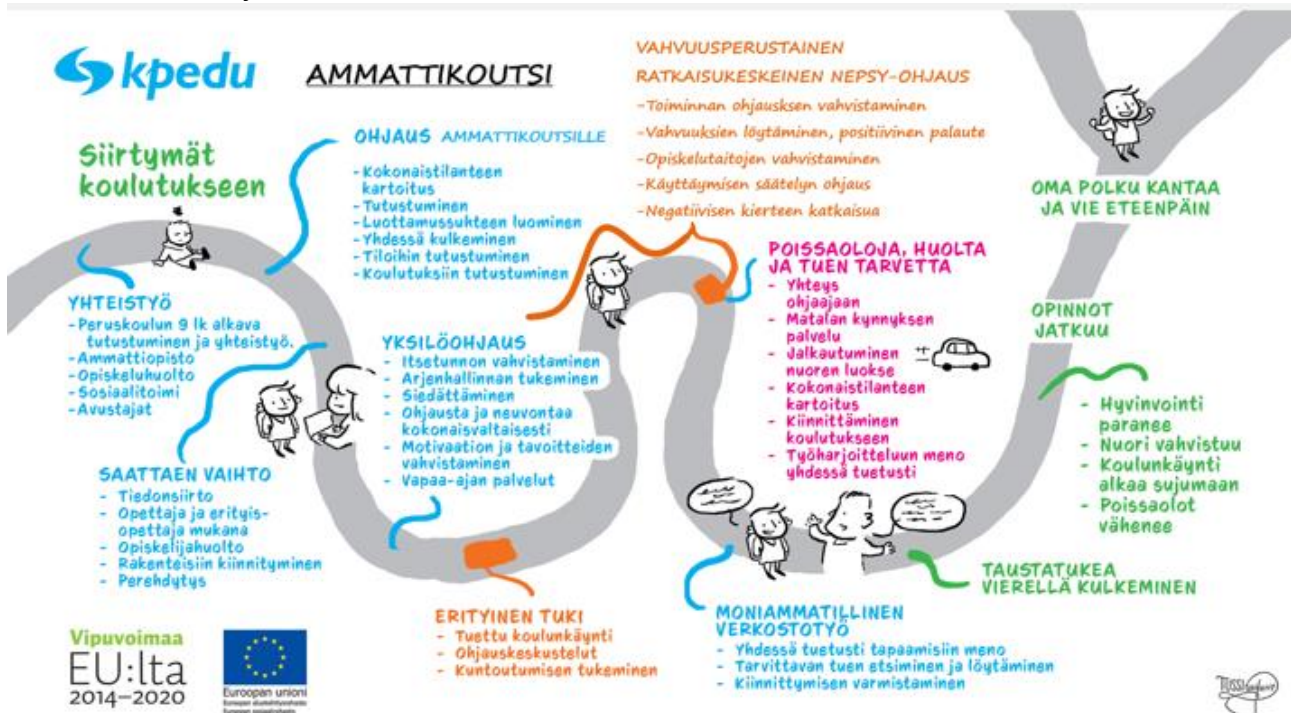 kpedu
AMMATTIKOUTSI
Siirtymät
koulutukseen
YHTEISTYÖ
-Peruskoulun 9 lk alkava
tutustuminen ja yhteistyö.
-Ammattiopisto
-Opiskeluhuolto
-Sosiaalitoimi
-Avustajat
OHJAUS AMMATTIKOUTSILLE
-Kokonaistilanteen
kartoitus
-Tutustuminen
-Luottamussuhteen luominen
-Yhdessä kulkeminen
-Tiloihin tutustuminen
-Koulutuksiin tutustuminen
SAATTAEN VAIHTO
- Tiedonsiirto
- Opettaja ja erityis-
opettaja mukana
- Opiskelijahuolto
- Rakenteisiin kiinnityminen
- Perehdytys
YKSILÖOHJAUS
- Itsetunnon vahvistaminen
- Arjenhallinnan tukeminen
- Siedättäminen
- Ohjausta ja neuvontaa
kokonaisvaltaisesti
- Motivaation ja tavoitteiden
vahvistaminen
- Vapaa-ajan palvelut
ERITYINEN TUKI
- Tuettu koulunkäynti
- Ohjauskeskustelut
- Kuntoutumisen tukeminen
VAHVUUSPERUSTAINEN
RATKAISUKESKEINEN NEPSY-OHJAUS
-Toiminnan ohjausksen vahvistaminen
-Vahvuuksien löytäminen, positiivinen palaute
-Opiskelutaitojen vahvistaminen
-Käyttäymisen säätelyn ohjaus
-Negatiivisen kierteen katkaisua
POISSAOLOJA, HUOLTA
JA TUEN TARVETTA
- Yhteys
ohjaajaan
- Matalan kynnyksen
palvelu
- Jalkautuminen
nuoren luokse
- Kokonaistilanteen
kartoitus
- Kiinnittäminen
koulutukseen
- Työharjoitteluun meno
yhdessä tuetusti
MONIAMMATILLINEN
VERKOSTOTYÖ
- Yhdessä tuetusti tapaamisiin meno
- Tarvittavan tuen etsiminen ja löytäminen
- Kiinnittymisen varmistaminen
TAUSTATUKEA
VIERELLÄ KULKEMINEN
OPINNOT
JATKUU
- Hyvinvointi
paranee
- Nuori vahvistuu
- Koulunkäynti
alkaa sujumaan
- Poissaolot
vähenee
OMA POLKU KANTAA
JA VIE ETEENPÄIN
Vipuvoimaa
EU:lta
2014–2020
Euroopan unioni